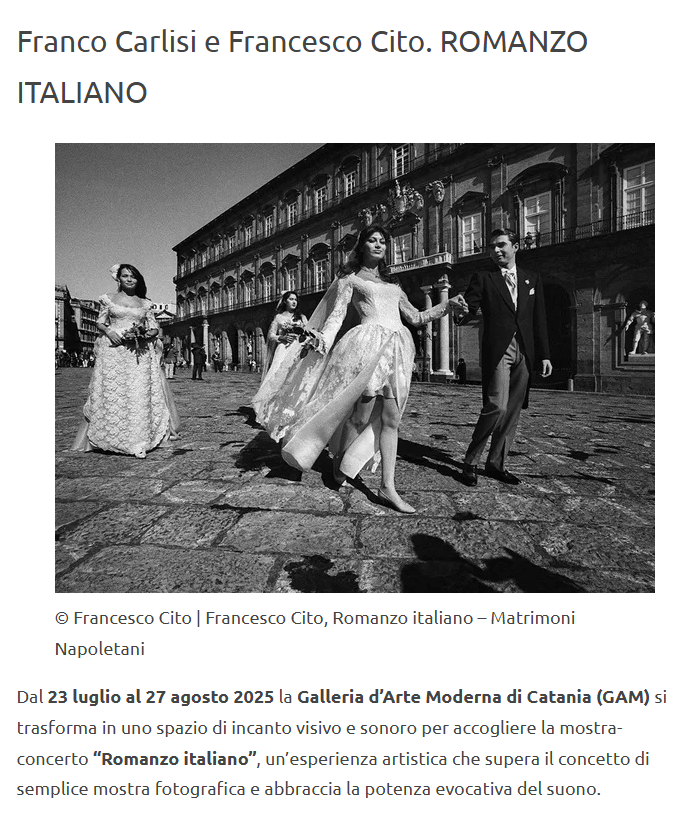 Franco Carlisi e Francesco Cito. ROMANZO
ITALIANO
© Francesco Cito | Francesco Cito, Romanzo italiano – Matrimoni
Napoletani
Dal 23 luglio al 27 agosto 2025 la Galleria d’Arte Moderna di Catania (GAM) si
trasforma in uno spazio di incanto visivo e sonoro per accogliere la mostra-
concerto “Romanzo italiano”, un’esperienza artistica che supera il concetto di
semplice mostra fotografica e abbraccia la potenza evocativa del suono.